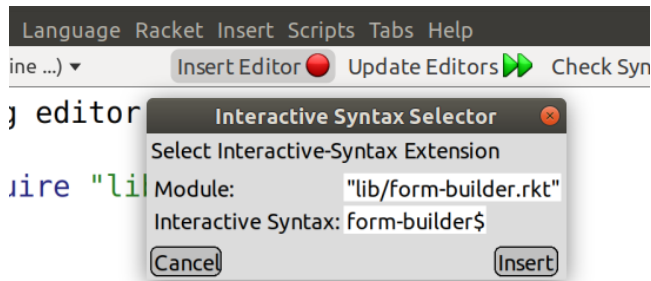 Language Racket Insert Scripts Tabs Help
ine ...) Insert Editor Update Editors Check Syn
g editor
Interactive Syntax Selector
Select Interactive-Syntax Extension
uire "lib
Module: "lib/form-builder.rkt"
Interactive Syntax: form-builder$
Cancel Insert